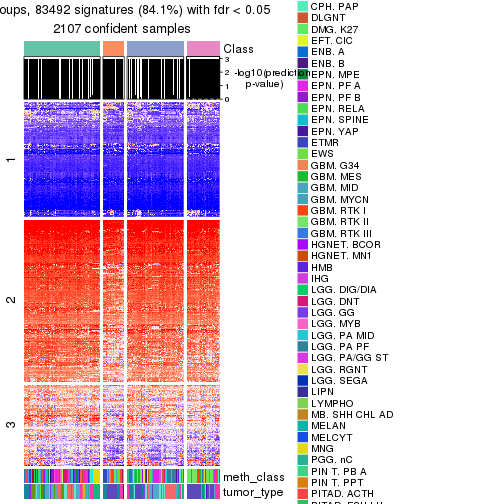 oups, 83492 signatures (84.1%) with fdr < 0.05
2107 confident samples
Class
3
2
1
0
-log10(prediction
p-value)
1
2
3
meth_class
tumor_type
CPH. PAP
DLGNT
DMG. K27
EFT. CIC
ENB. A
ENB. B
EPN. MPE
EPN. PF A
EPN. PF B
EPN. RELA
EPN. SPINE
EPN. YAP
ETMR
EWS
GBM. G34
GBM. MES
GBM. MID
GBM. MYCN
GBM. RTK I
GBM. RTK II
GBM. RTK III
HGNET. BCOR
HGNET. MN1
HMB
IHG
LGG. DIG/DIA
LGG. DNT
LGG. GG
LGG. MYB
LGG. PA MID
LGG. PA PF
LGG. PA/GG ST
LGG. RGNT
LGG. SEGA
LIPN
LYMPHO
MB. SHH CHL AD
MELAN
MELCYT
MNG
PGG. nC
PIN T. PB A
PIN T. PPT
PITAD. ACTH